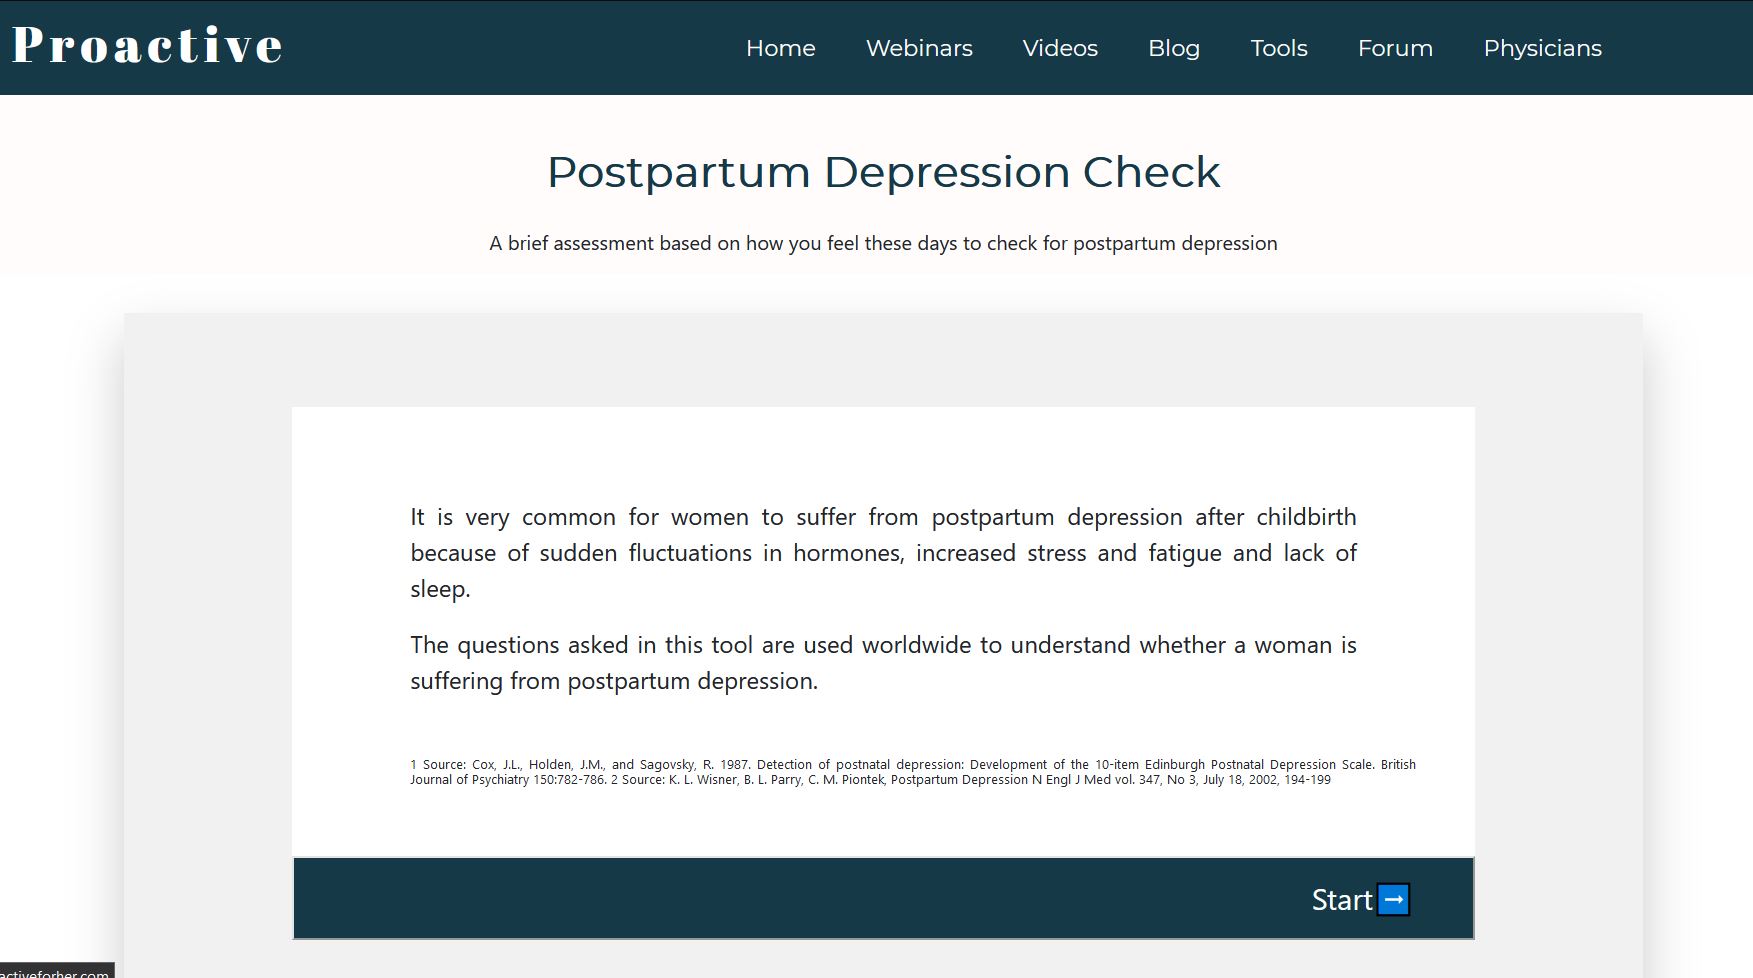 Proactive
Home Webinars Videos Blog Tools Forum Physicians
Postpartum Depression Check
A brief assessment based on how you feel these days to check for postpartum depression
It is very common for women to suffer from postpartum depression after childbirth
because of sudden fluctuations in hormones, increased stress and fatigue and lack of
sleep.
The questions asked in this tool are used worldwide to understand whether a woman is
suffering from postpartum depression.
1 Source: Cox, J.L., Holden, J.M., and Sagovsky, R. 1987. Detection of postnatal depression: Development of the 10-item Edinburgh Postnatal Depression Scale. British
Journal of Psychiatry 150:782-786. 2 Source: K. L. Wisner, B. L. Parry, C. M. Piontek, Postpartum Depression N Engl J Med vol. 347, No 3, July 18, 2002, 194-199
Start ➡
activeforher.com